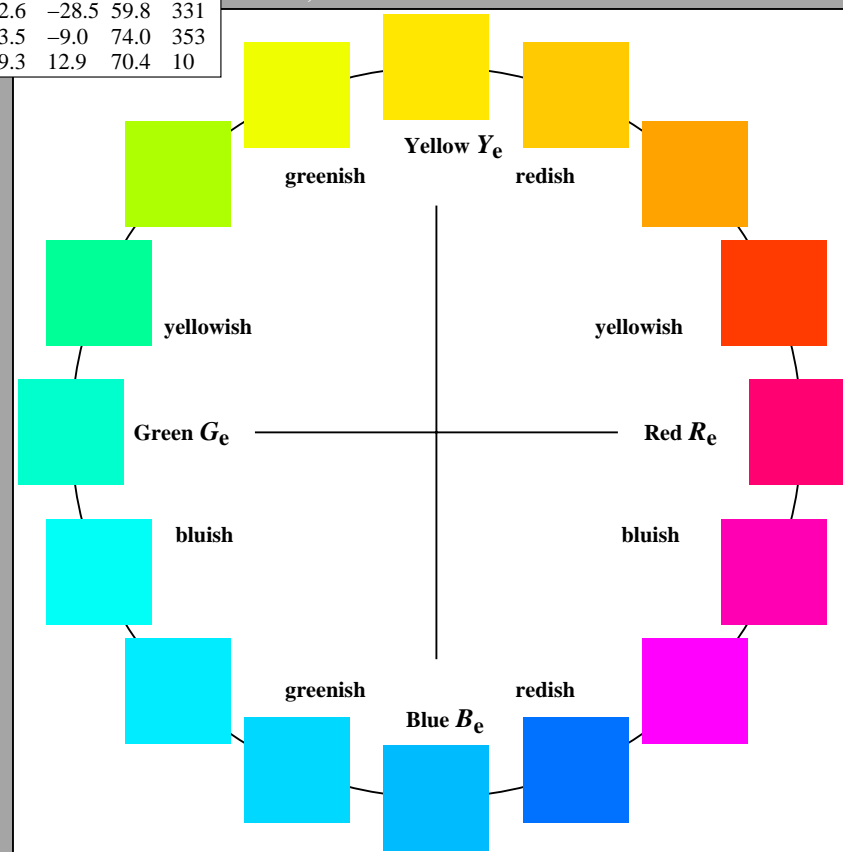 2.6 −28.5 59.8 331
3.5 −9.0 74.0 353
9.3 12.9 70.4 10
Yellow Ye
greenish redish
yellowish yellowish
Green Ge Red Re
bluish bluish
greenish redish
Blue Be